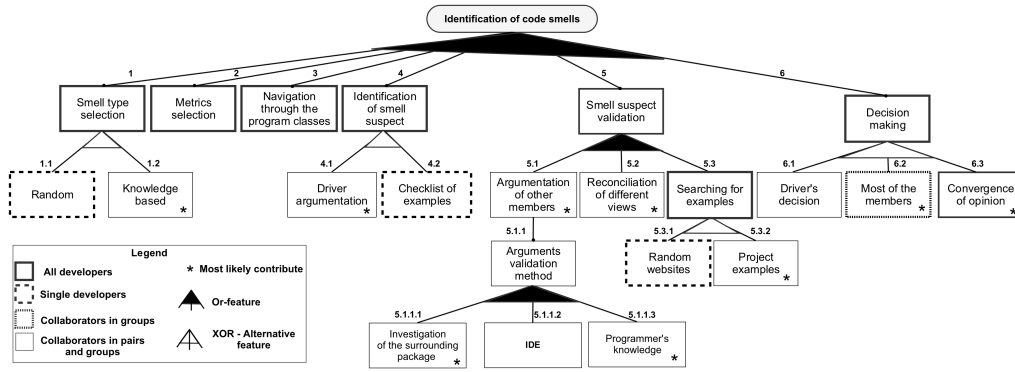 Identification of code smells
1
2
3
4
5
6
Smell type
selection
Metrics
selection
Navigation
through the
program classes
Identification
of smell
suspect
Smell suspect
validation
Decision
making
1.1
1.2
4.1
4.2
5.1
5.2
5.3
6.1
6.2
6.3
Random
Knowledge
based
*
Driver
argumentation
*
Checklist of
examples
Argumentation
of other
members
*
Reconciliation
of different
views
*
Searching for
examples
Driver's
decision
Most of the
members
*
Convergence
of opinion
*
5.1.1
5.3.1
5.3.2
Arguments
validation
method
Random
websites
Project
examples
*
5.1.1.1
5.1.1.2
5.1.1.3
Investigation
of the surrounding
package
*
IDE
Programmer's
knowledge
*
Legend
All developers
Single developers
Collaborators in groups
Collaborators in pairs
and groups
* Most likely contribute
Or-feature
XOR - Alternative
feature